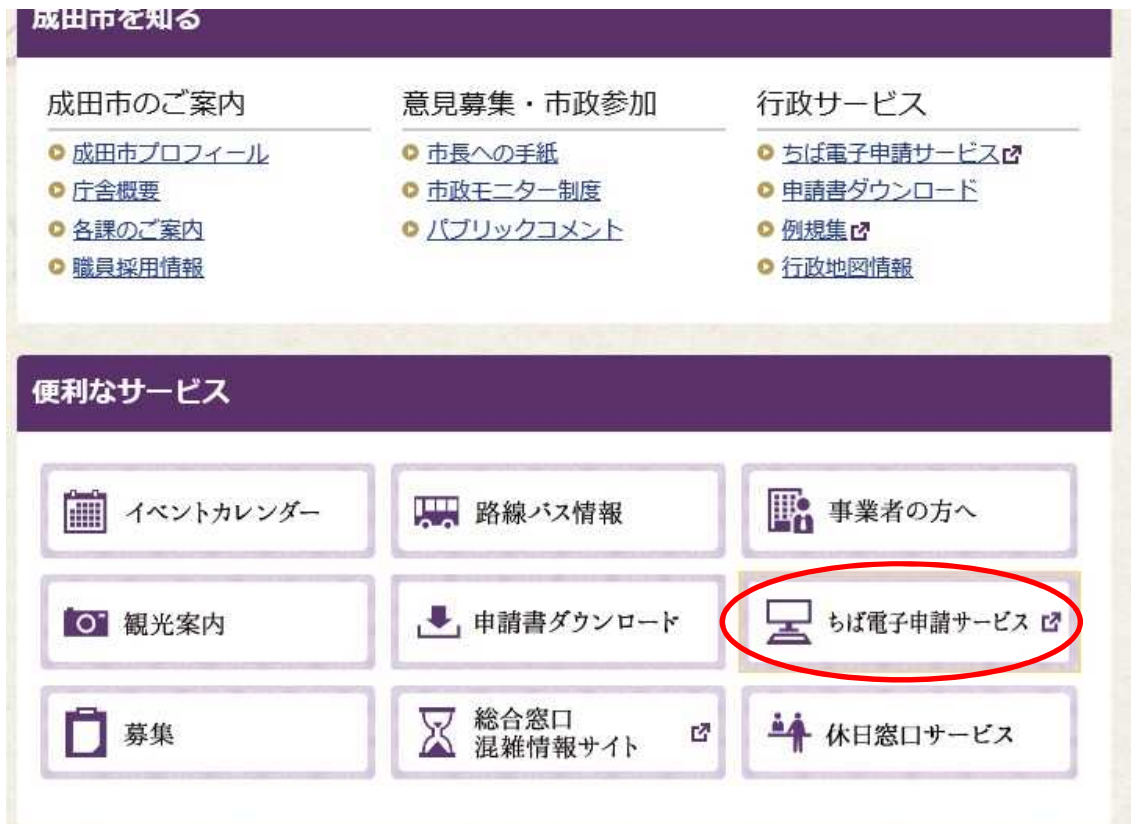 成田市を知る
成田市のご案内
成田市プロフィール
庁舎概要
各課のご案内
職員採用情報
意見募集・市政参加
市長への手紙
市政モニター制度
パブリックコメント
行政サービス
ちば電子申請サービス
申請書ダウンロード
例規集
行政地図情報
便利なサービス
イベントカレンダー
路線バス情報
事業者の方へ
観光案内
申請書ダウンロード
ちば電子申請サービス
募集
総合窓口
混雑情報サイト
休日窓口サービス